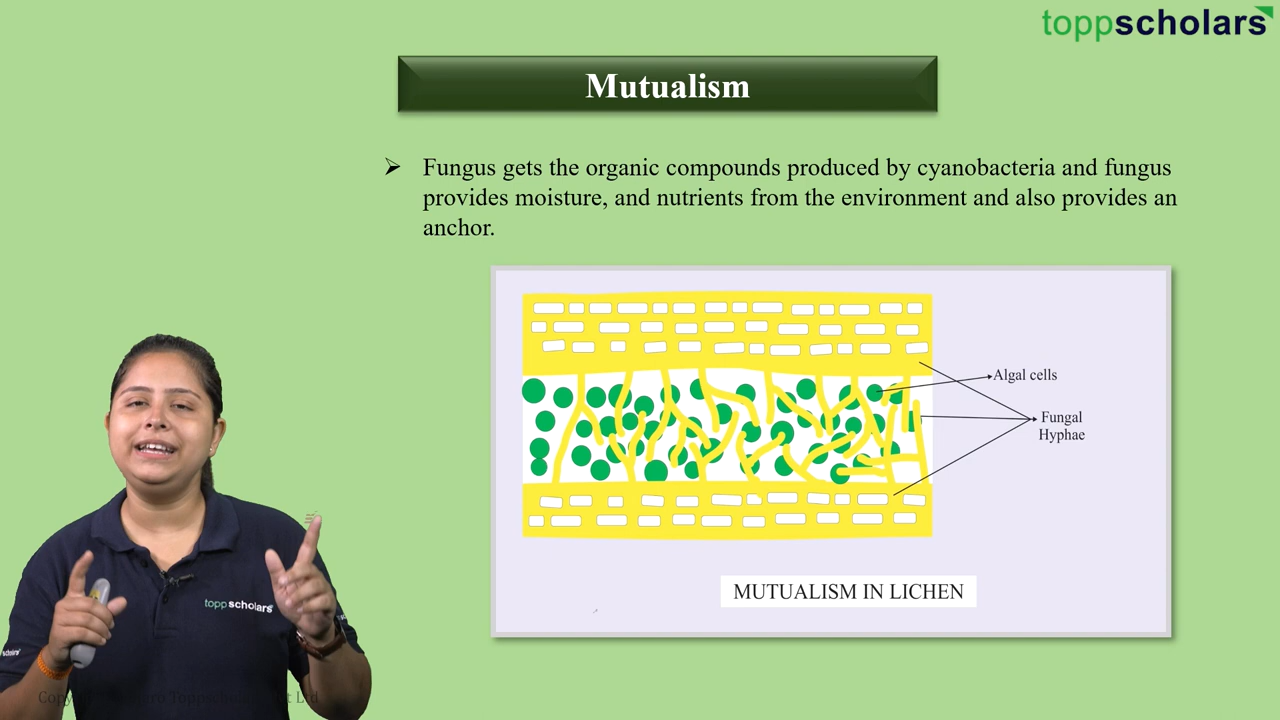 toppscholars
Mutualism
➢ Fungus gets the organic compounds produced by cyanobacteria and fungus
provides moisture, and nutrients from the environment and also provides an
anchor.
Algal cells
Fungal
Hyphae
MUTUALISM IN LICHEN
toppscholars
Ltd